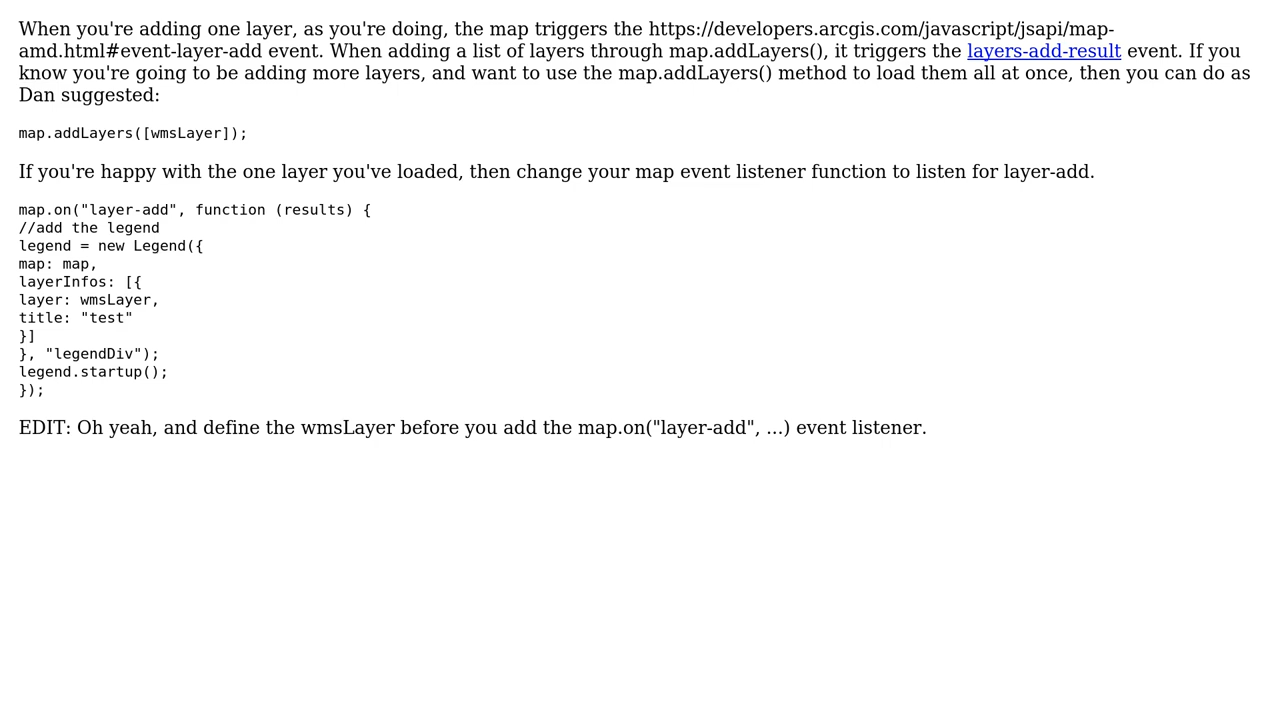 When you're adding one layer, as you're doing, the map triggers the https://developers.arcgis.com/javascript/jsapi/map-
amd.html#event-layer-add event. When adding a list of layers through map.addLayers(), it triggers the layers-add-result event. If you
know you're going to be adding more layers, and want to use the map.addLayers() method to load them all at once, then you can do as
Dan suggested:
map.addLayers([wmsLayer]);
If you're happy with the one layer you've loaded, then change your map event listener function to listen for layer-add.
map.on("layer-add", function (results) {
//add the legend
legend = new Legend({
map: map,
layerInfos: [{
layer: wmsLayer,
title: "test"
}]
}, "legendDiv");
legend.startup();
});
EDIT: Oh yeah, and define the wmsLayer before you add the map.on("layer-add", ...) event listener.